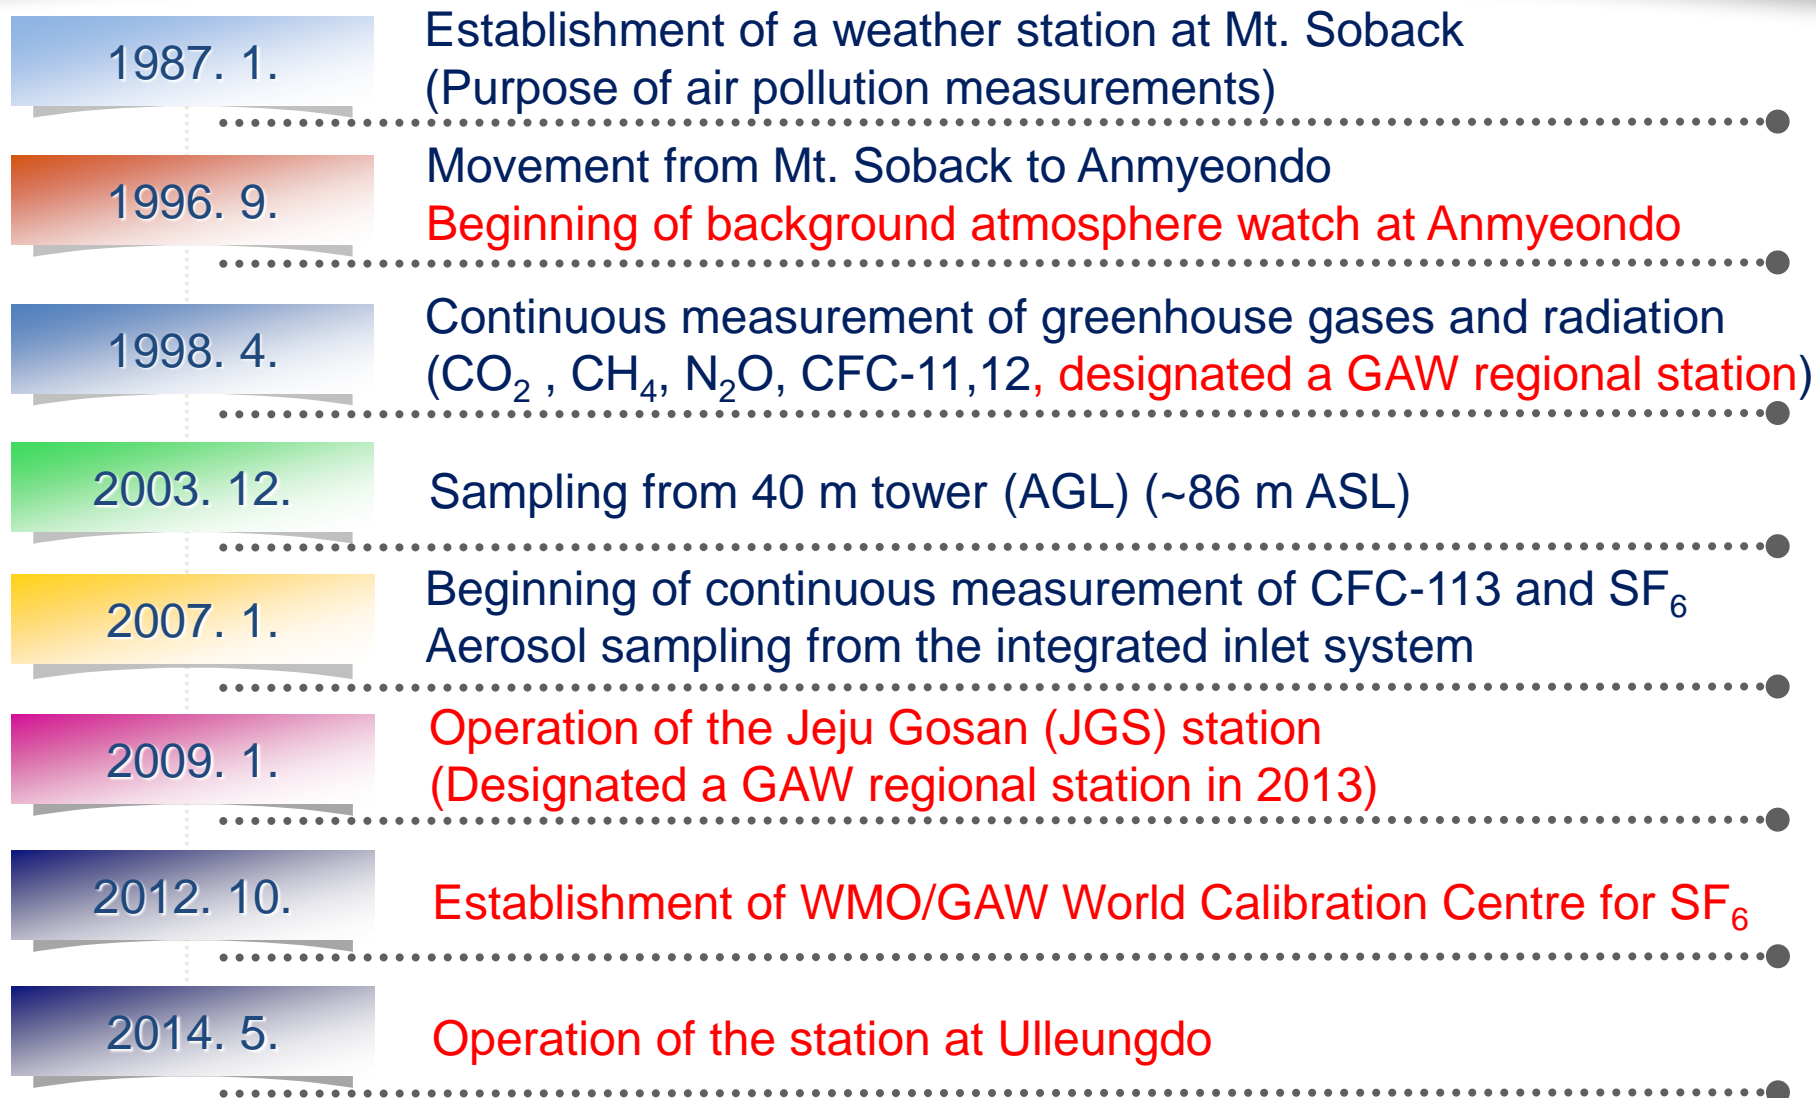 1987. 1.
Establishment of a weather station at Mt. Soback
(Purpose of air pollution measurements)
1996. 9.
Movement from Mt. Soback to Anmyeondo
Beginning of background atmosphere watch at Anmyeondo
1998. 4.
Continuous measurement of greenhouse gases and radiation
(CO₂ , CH₄, N₂O, CFC-11,12, designated a GAW regional station)
2003. 12.
Sampling from 40 m tower (AGL) (~86 m ASL)
2007. 1.
Beginning of continuous measurement of CFC-113 and SF₆
Aerosol sampling from the integrated inlet system
2009. 1.
Operation of the Jeju Gosan (JGS) station
(Designated a GAW regional station in 2013)
2012. 10.
Establishment of WMO/GAW World Calibration Centre for SF₆
2014. 5.
Operation of the station at Ulleungdo